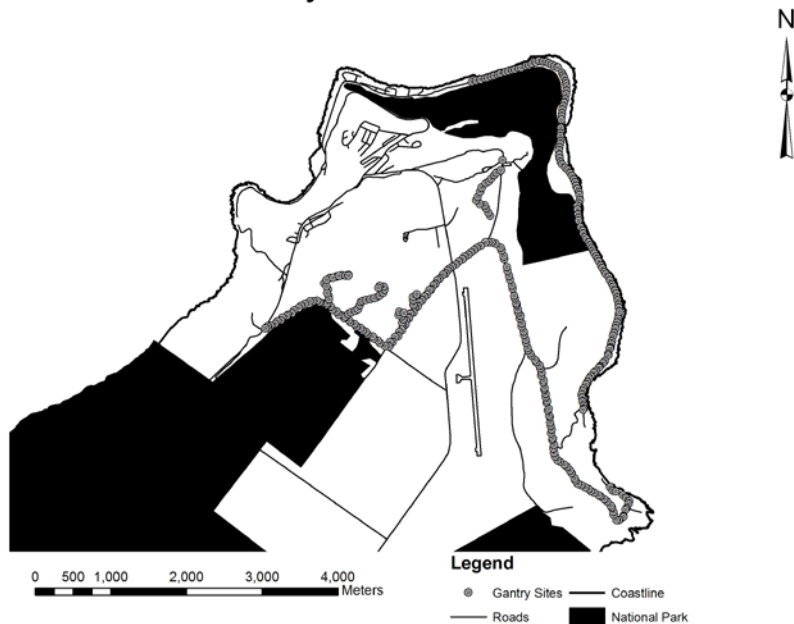 N
0 500 1,000 2,000 3,000 4,000
Meters
Legend
Gantry Sites Coastline
Roads National Park